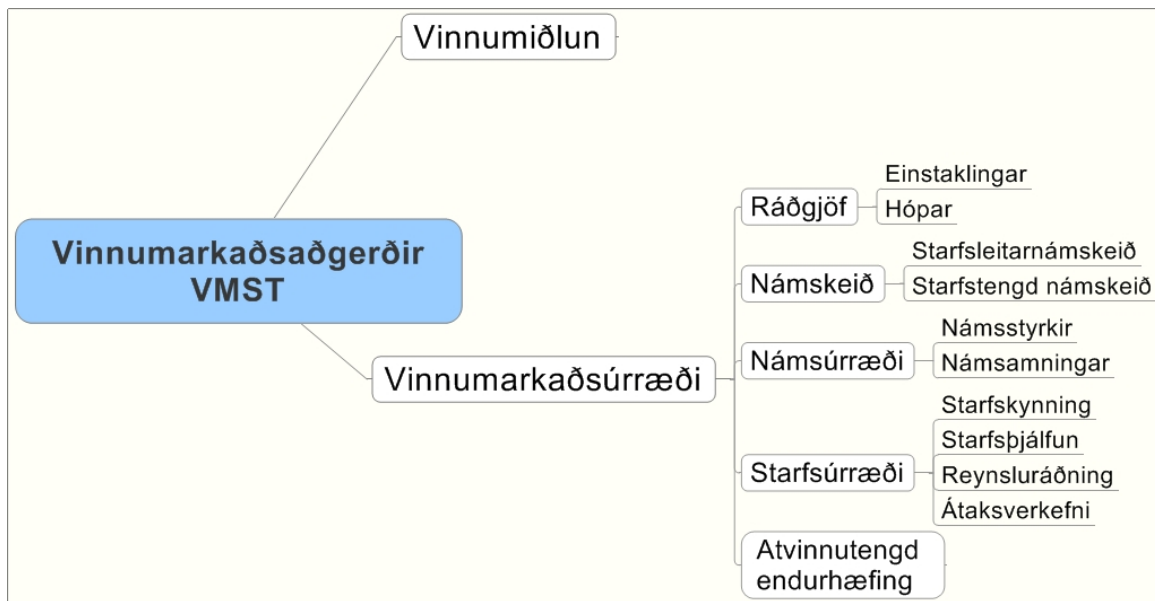 Vinnumiðlun
Vinnumarkaðsaðgerðir
VMST
Vinnumarkaðsúrræði
Ráðgjöf
Einstaklingar
Hópar
Námskeið
Starfsleitarnámskeið
Starfstengd námskeið
Námsúrræði
Námsstyrkir
Námsamningar
Starfsúrræði
Starfskynning
Starfsþjálfun
Reynsluráðning
Átaksverkefni
Atvinnutengd
endurhæfing